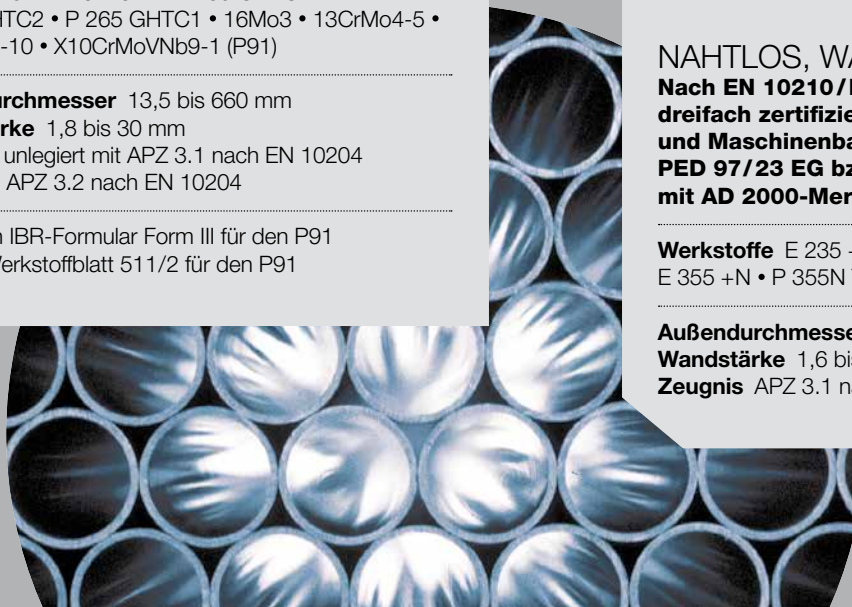 HTC2 • P 265 GHTC1 • 16Mo3 • 13CrMo4-5 •
-10 • X10CrMoVNb9-1 (P91)
urchmesser 13,5 bis 660 mm
rke 1,8 bis 30 mm
unlegiert mit APZ 3.1 nach EN 10204
APZ 3.2 nach EN 10204
IBR-Formular Form III für den P91
erkstoffblatt 511/2 für den P91
NAHTLOS, WA
Nach EN 10210/
dreifach zertifizie
und Maschinenba
PED 97/23 EG bz
mit AD 2000-Mer
Werkstoffe E 235
E 355 +N • P 355N
Außendurchmesse
Wandstärke 1,6 bis
Zeugnis APZ 3.1 na